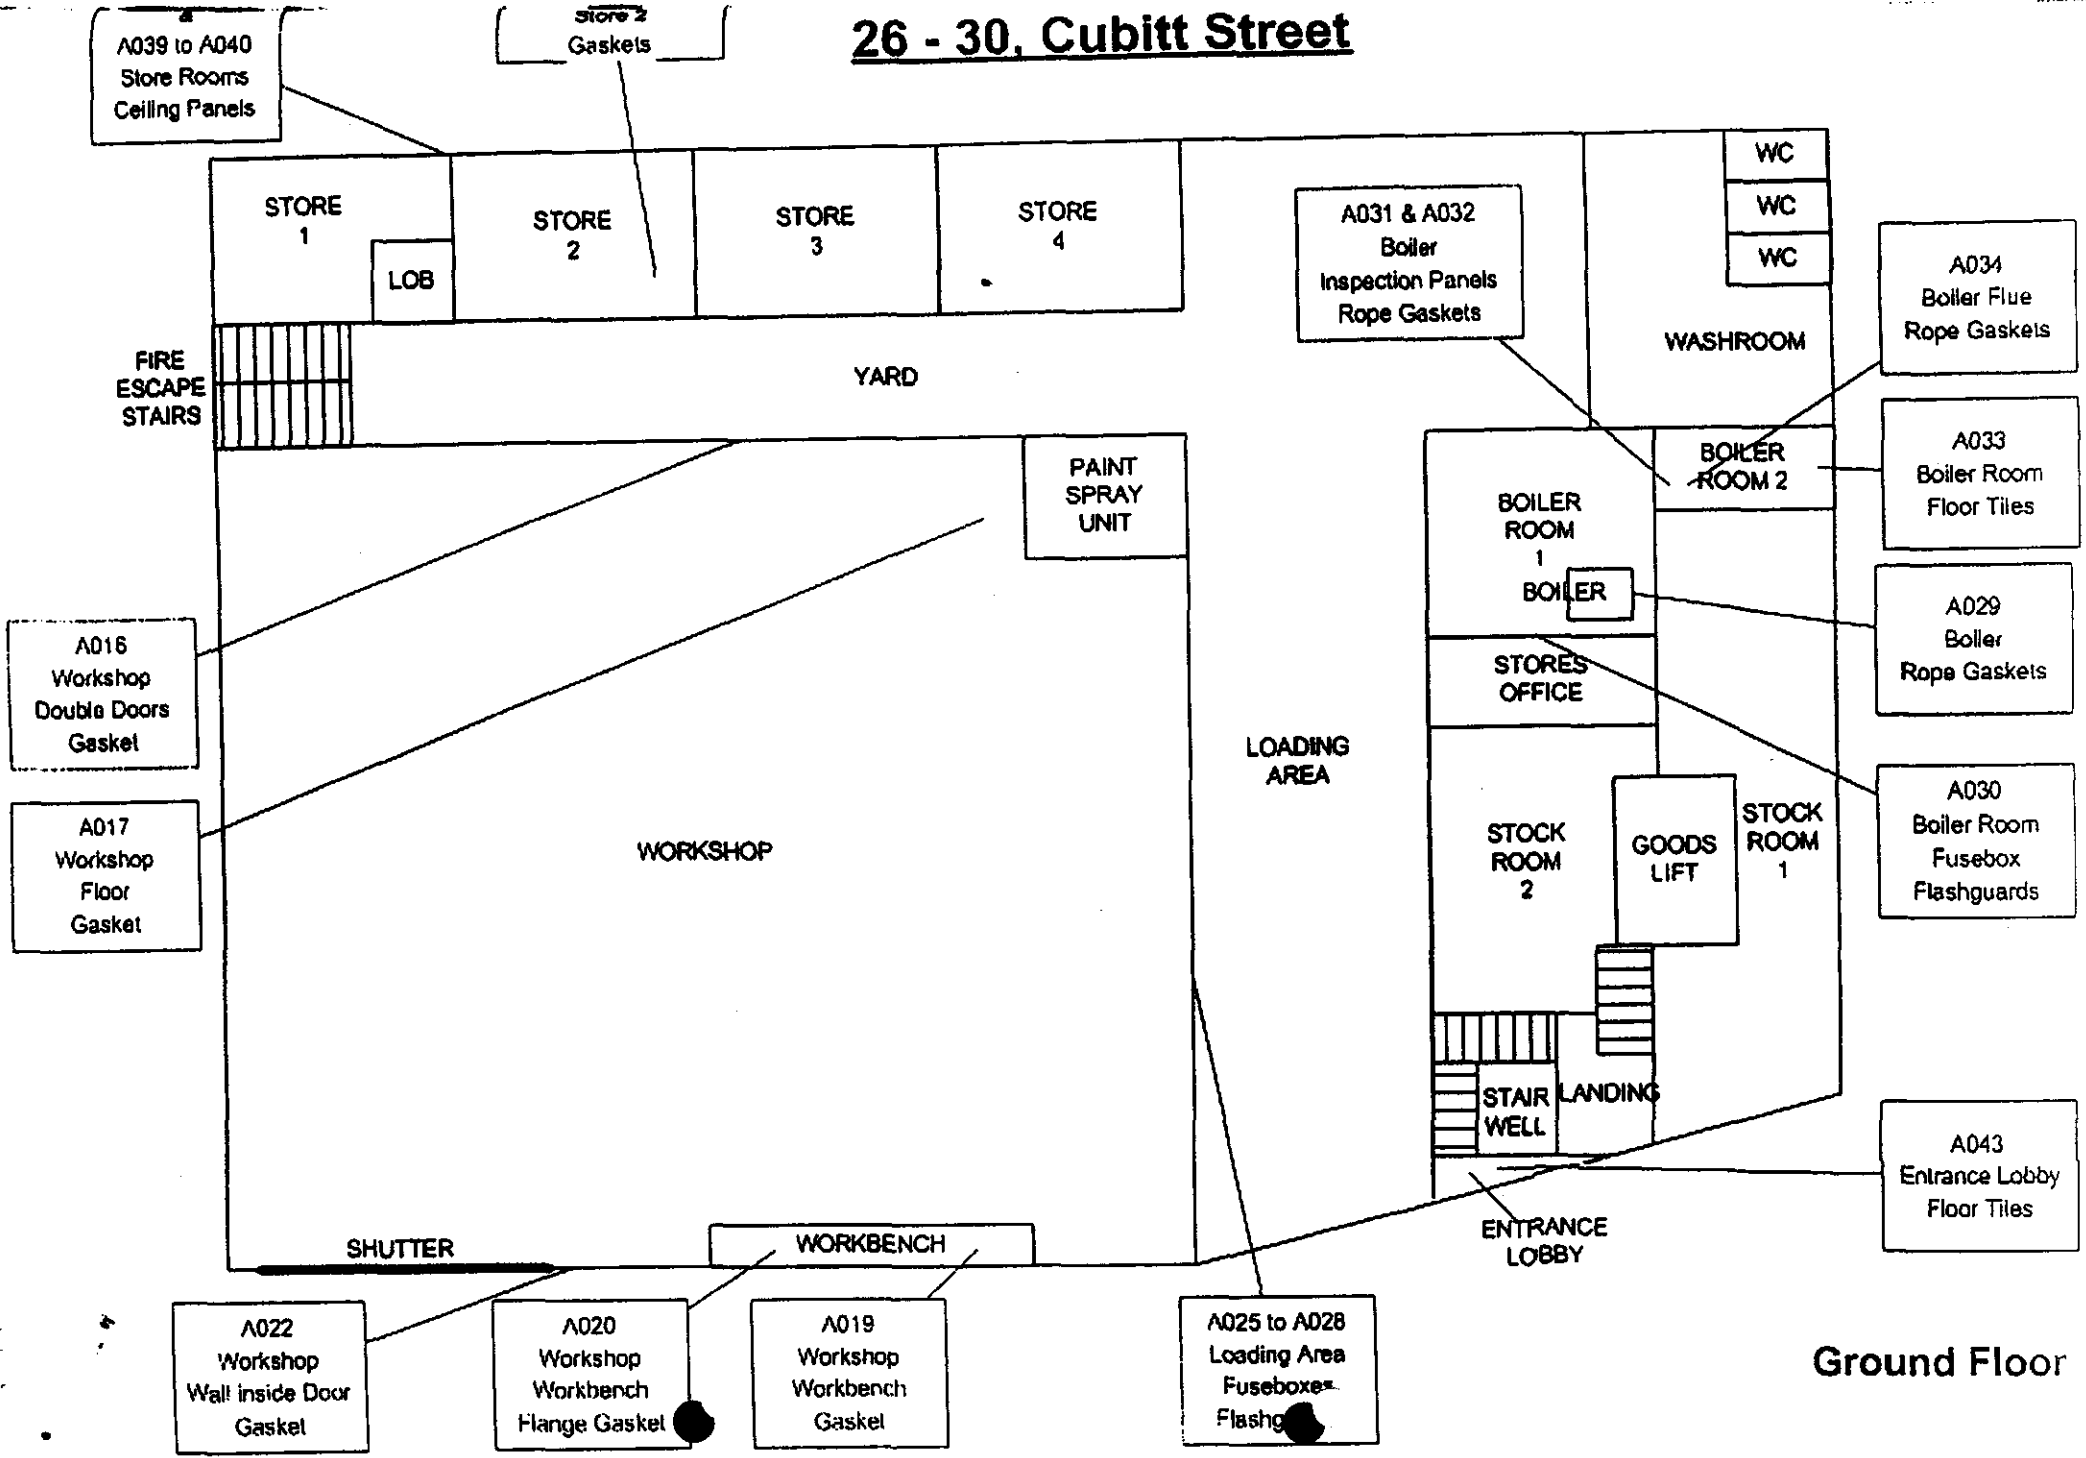 26 - 30, Cubitt Street
&
A039 to A040
Store Rooms
Ceiling Panels
Store 2
Gaskets
STORE
1
LOB
STORE
2
STORE
3
STORE
4
A031 & A032
Boiler
Inspection Panels
Rope Gaskets
WC
WC
WC
WASHROOM
A034
Boiler Flue
Rope Gaskets
FIRE
ESCAPE
STAIRS
YARD
PAINT
SPRAY
UNIT
BOILER
ROOM
1
BOILER
BOILER
ROOM 2
A033
Boiler Room
Floor Tiles
A029
Boiler
Rope Gaskets
A016
Workshop
Double Doors
Gasket
STORES
OFFICE
LOADING
AREA
A030
Boiler Room
Fusebox
Flashguards
A017
Workshop
Floor
Gasket
WORKSHOP
STOCK
ROOM
2
GOODS
LIFT
STOCK
ROOM
1
STAIR
WELL
LANDING
A043
Entrance Lobby
Floor Tiles
ENTRANCE
LOBBY
SHUTTER
WORKBENCH
A022
Workshop
Wall inside Door
Gasket
A020
Workshop
Workbench
Flange Gasket
A019
Workshop
Workbench
Gasket
A025 to A028
Loading Area
Fuseboxes
Ground Floor